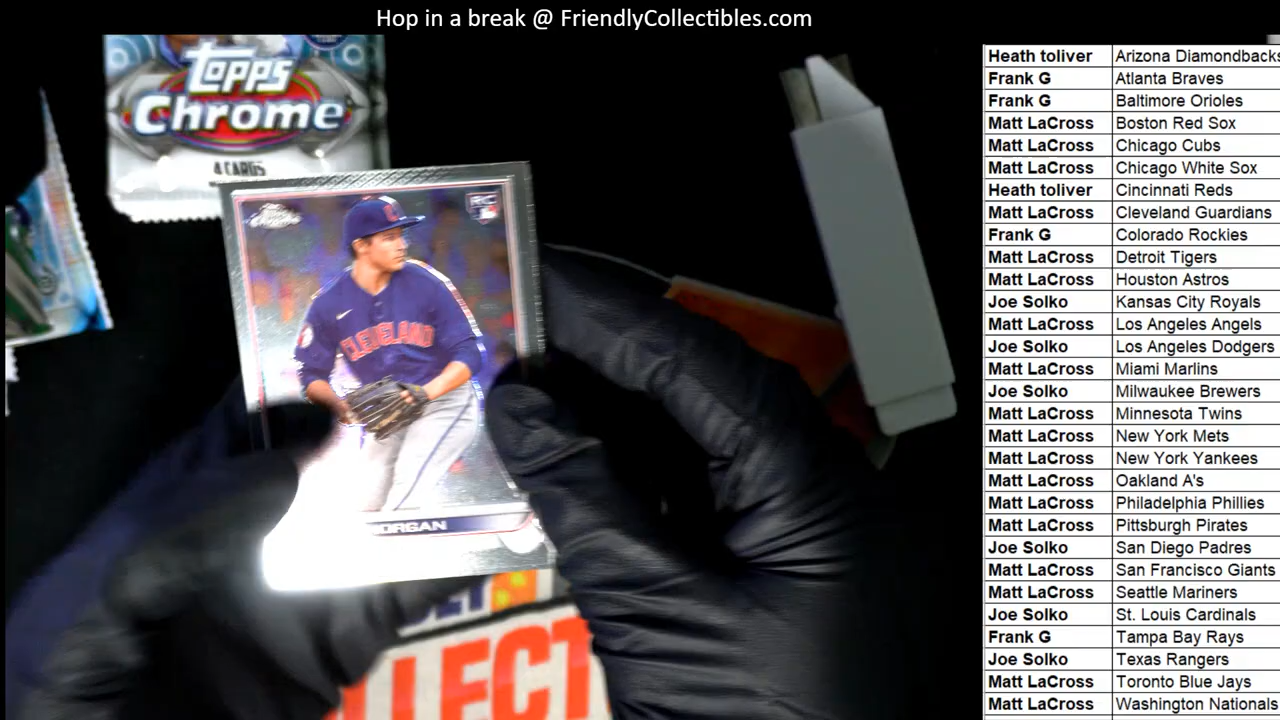 Hop in a break @ FriendlyCollectibles.com
Topps
Chrome
4 CARDS
Chrome
RC
CLEVELAND
ORGAN
LLECT
Heath toliver Arizona Diamondbacks
Frank G Atlanta Braves
Frank G Baltimore Orioles
Matt LaCross Boston Red Sox
Matt LaCross Chicago Cubs
Matt LaCross Chicago White Sox
Heath toliver Cincinnati Reds
Matt LaCross Cleveland Guardians
Frank G Colorado Rockies
Matt LaCross Detroit Tigers
Matt LaCross Houston Astros
Joe Solko Kansas City Royals
Matt LaCross Los Angeles Angels
Joe Solko Los Angeles Dodgers
Matt LaCross Miami Marlins
Joe Solko Milwaukee Brewers
Matt LaCross Minnesota Twins
Matt LaCross New York Mets
Matt LaCross New York Yankees
Matt LaCross Oakland A's
Matt LaCross Philadelphia Phillies
Matt LaCross Pittsburgh Pirates
Joe Solko San Diego Padres
Matt LaCross San Francisco Giants
Matt LaCross Seattle Mariners
Joe Solko St. Louis Cardinals
Frank G Tampa Bay Rays
Joe Solko Texas Rangers
Matt LaCross Toronto Blue Jays
Matt LaCross Washington Nationals